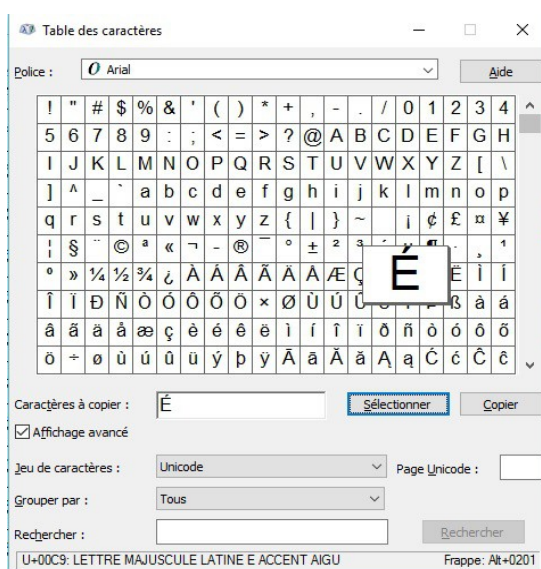 Table des caractères
Police : O Arial Aide
! " # $ % & ' ( ) * + , - . / 0 1 2 3 4
5 6 7 8 9 : ; < = > ? @ A B C D E F G H
I J K L M N O P Q R S T U V W X Y Z [ \
] ^ _ ` a b c d e f g h i j k l m n o p
q r s t u v w x y z { | } ~ ¡ ¢ £ ¤ ¥
¦ § ¨ © ª « ¬ - ® ¯ ° ± ² ³ ¸ ¹
º » ¼ ½ ¾ ¿ À Á Â Ã Ä Å Æ Ç É Ë Ì Í
Î Ï Ð Ñ Ò Ó Ô Õ Ö × Ø Ù Ú Û ß à á
â ã ä å æ ç è é ê ë ì í î ï ð ñ ò ó ô õ
ö ÷ ø ù ú û ü ý þ ÿ Ā ā Ă ă Ą ą Ć ć Ĉ ĉ
Caractères à copier : É Sélectionner Copier
Affichage avancé
Jeu de caractères : Unicode Page Unicode :
Grouper par : Tous
Rechercher : Rechercher
U+00C9: LETTRE MAJUSCULE LATINE E ACCENT AIGU Frappe: Alt+0201